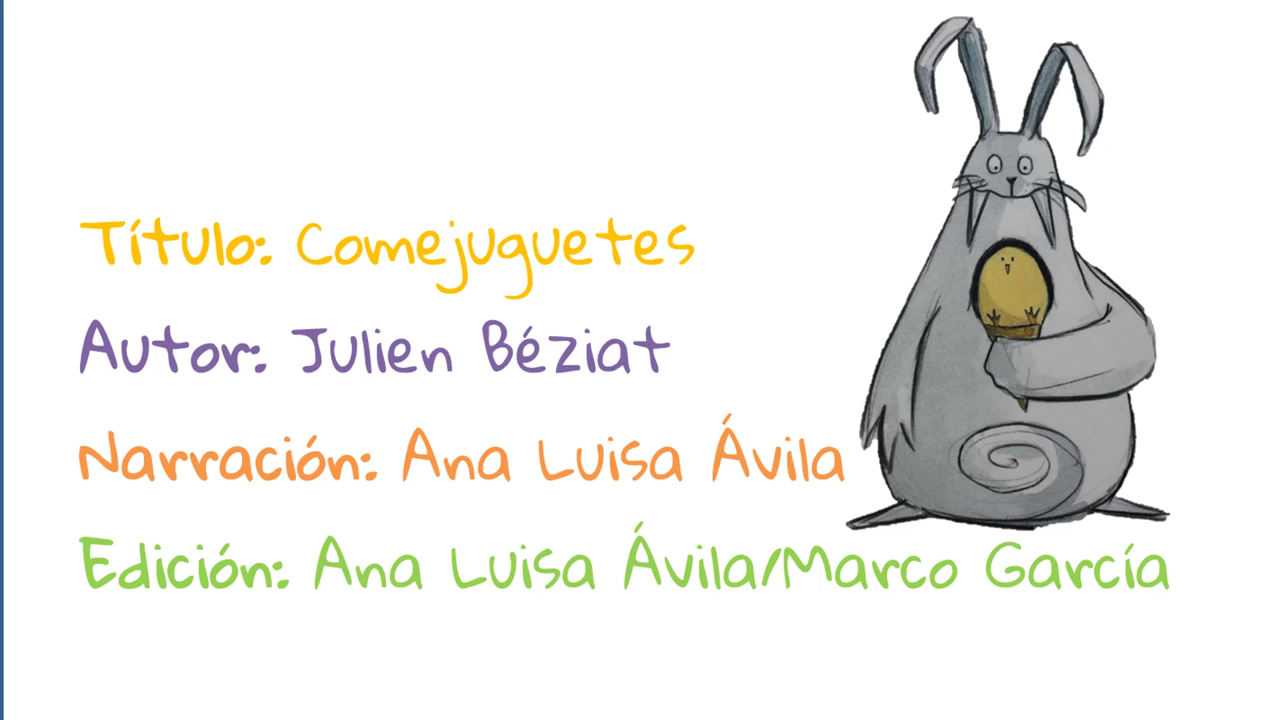 Título: Comejuguetes
Autor: Julien Béziat
Narración: Ana Luisa Ávila
Edición: Ana Luisa Ávila/Marco García